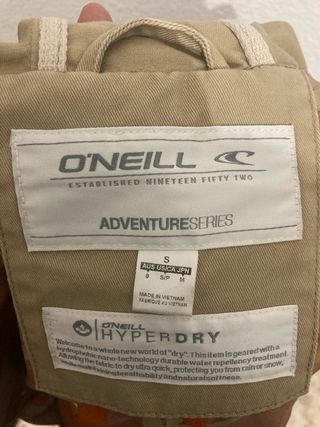 O'NEILL
ESTABLISHED NINETEEN FIFTY TWO
ADVENTURESERIES
S
AUS US/CA JPN
8 S/P M
MADE IN VIETNAM
FABRIQUÉ AU VIETNAM
O'NEILL
HYPERDRY
Welcome to a whole new world of "dry". This item is geared with a
hydrophobic nano-technology durable water repellency treatment.
Allowing the fabric to dry ultra quick, protecting you from rain or snow,
breathability and natural softness.